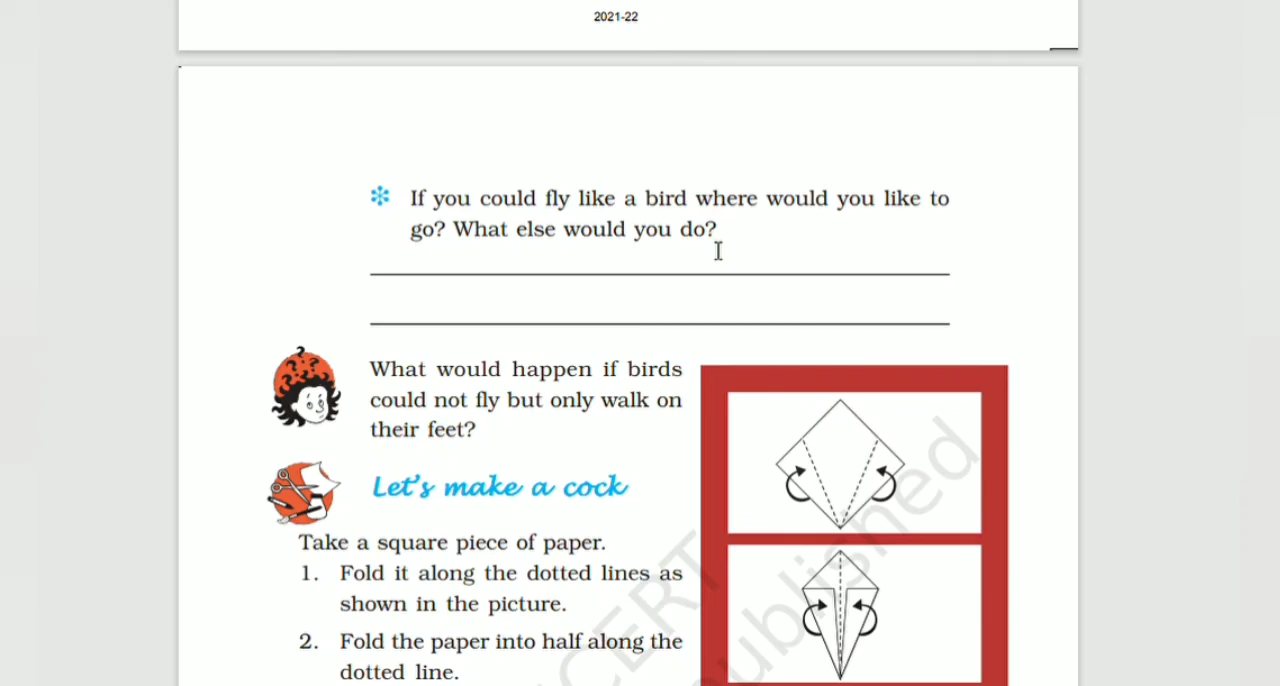 2021-22
If you could fly like a bird where would you like to
go? What else would you do?
What would happen if birds
could not fly but only walk on
their feet?
Let's make a cock
Take a square piece of paper.
1. Fold it along the dotted lines as
shown in the picture.
2. Fold the paper into half along the
dotted line.
NCERT
published